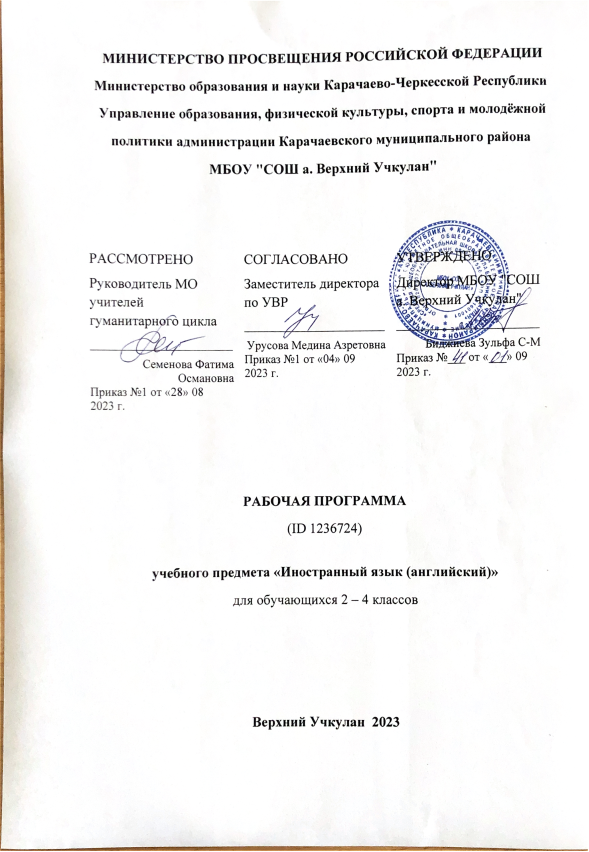 МИНИСТЕРСТВО ПРОСВЕЩЕНИЯ РОССИЙСКОЙ ФЕДЕРАЦИИ
Министерство образования и науки Карачаево-Черкесской Республики
Управление образования, физической культуры, спорта и молодёжной
политики администрации Карачаевского муниципального района
МБОУ "СОШ а. Верхний Учкулан"
РАССМОТРЕНО
Руководитель МО
учителей
гуманитарного цикла
Семенова Фатима
Османовна
Приказ №1 от «28» 08
2023 г.
СОГЛАСОВАНО
Заместитель директора
по УВР
Урусова Медина Азретовна
Приказ №1 от «04» 09
2023 г.
УТВЕРЖДЕНО
Директор МБОУ "СОШ
а. Верхний Учкулан"
Биджиева Зульфа С-М
Приказ № 41 от « 01 » 09
2023 г.
РАБОЧАЯ ПРОГРАММА
(ID 1236724)
учебного предмета «Иностранный язык (английский)»
для обучающихся 2 – 4 классов
Верхний Учкулан 2023